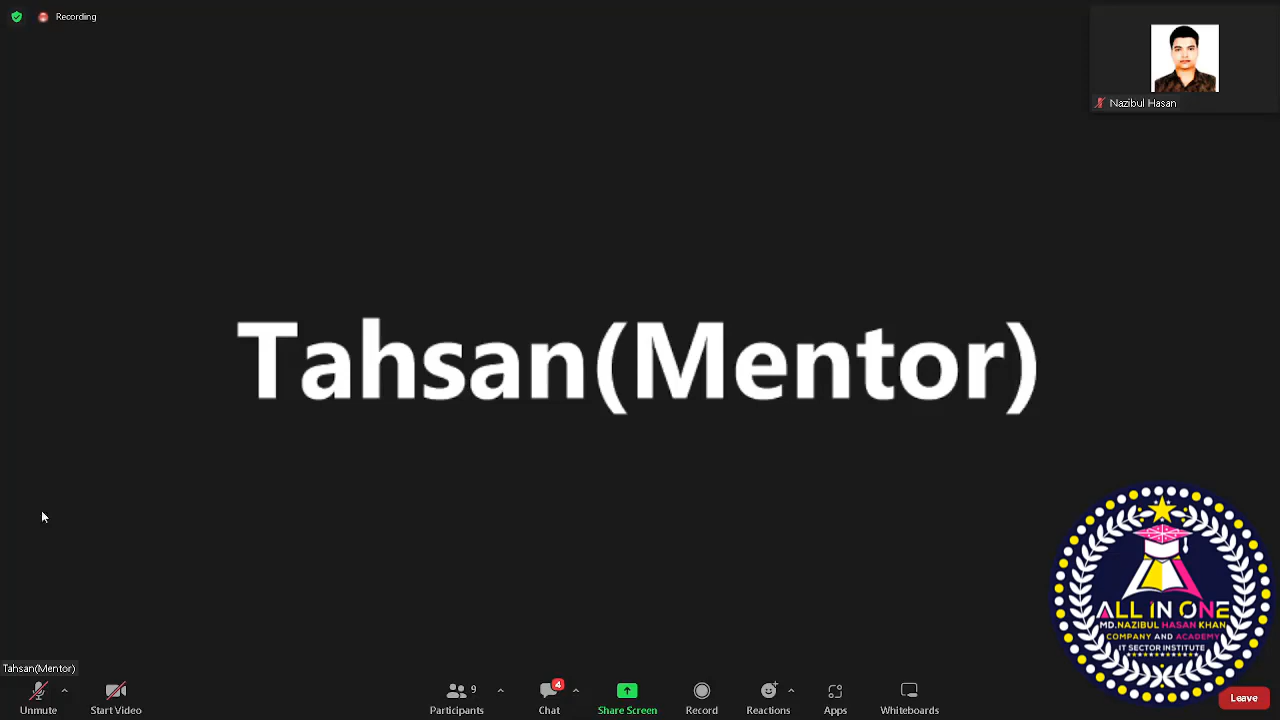 Recording
Nazibul Hasan
Tahsan(Mentor)
ALL IN ONE
MD.NAZIBUL HASAN KHAN
COMPANY AND ACADEMY
IT SECTOR INSTITUTE
Tahsan(Mentor)
9
4
Unmute
Start Video
Participants
Chat
Share Screen
Record
Reactions
Apps
Whiteboards
Leave